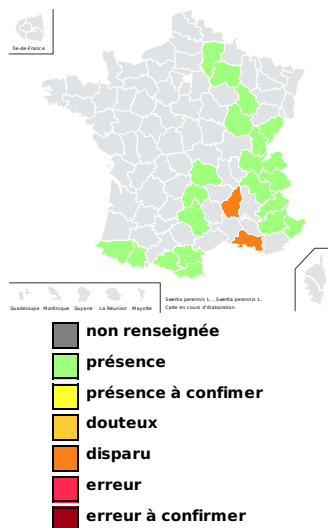 Île-de-France
Guadeloupe Martinique Guyane La Réunion Mayotte
Swertia perennis L. , Swertia perennis L.
Carte en cours d'élaboration.
non renseignée
présence
présence à confimer
douteux
disparu
erreur
erreur à confirmer